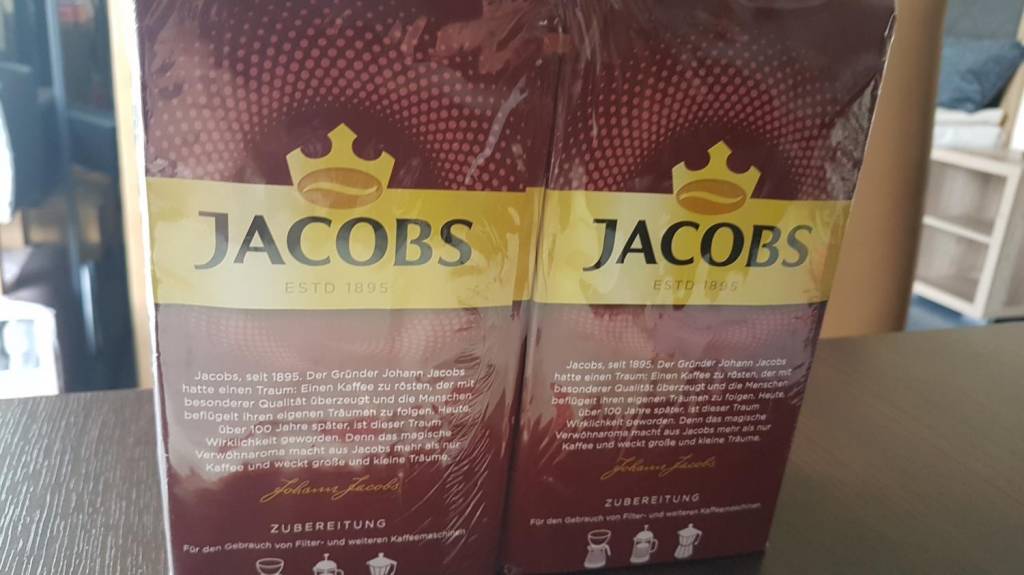 JACOBS
ESTD 1895
Jacobs, seit 1895. Der Gründer Johann Jacobs
hatte einen Traum: Einen Kaffee zu rösten, der mit
besonderer Qualität überzeugt und die Menschen
beflügelt ihren eigenen Träumen zu folgen. Heute,
über 100 Jahre später, ist dieser Traum
Wirklichkeit geworden. Denn das magische
Verwöhnaroma macht aus Jacobs mehr als nur
Kaffee und weckt große und kleine Träume.
Johann Jacobs
ZUBEREITUNG
Für den Gebrauch von Filter- und weiteren Kaffeemaschinen
JACOBS
ESTD 1895
Jacobs, seit 1895. Der Gründer Johann Jacobs
hatte einen Traum: Einen Kaffee zu rösten, der mit
besonderer Qualität überzeugt und die Menschen
beflügelt ihren eigenen Träumen zu folgen. Heute,
über 100 Jahre später, ist dieser Traum
Wirklichkeit geworden. Denn das magische
Verwöhnaroma macht aus Jacobs mehr als nur
Kaffee und weckt große und kleine Träume.
Johann Jacobs
ZUBEREITUNG
Für den Gebrauch von Filter- und weiteren Kaffeemaschinen